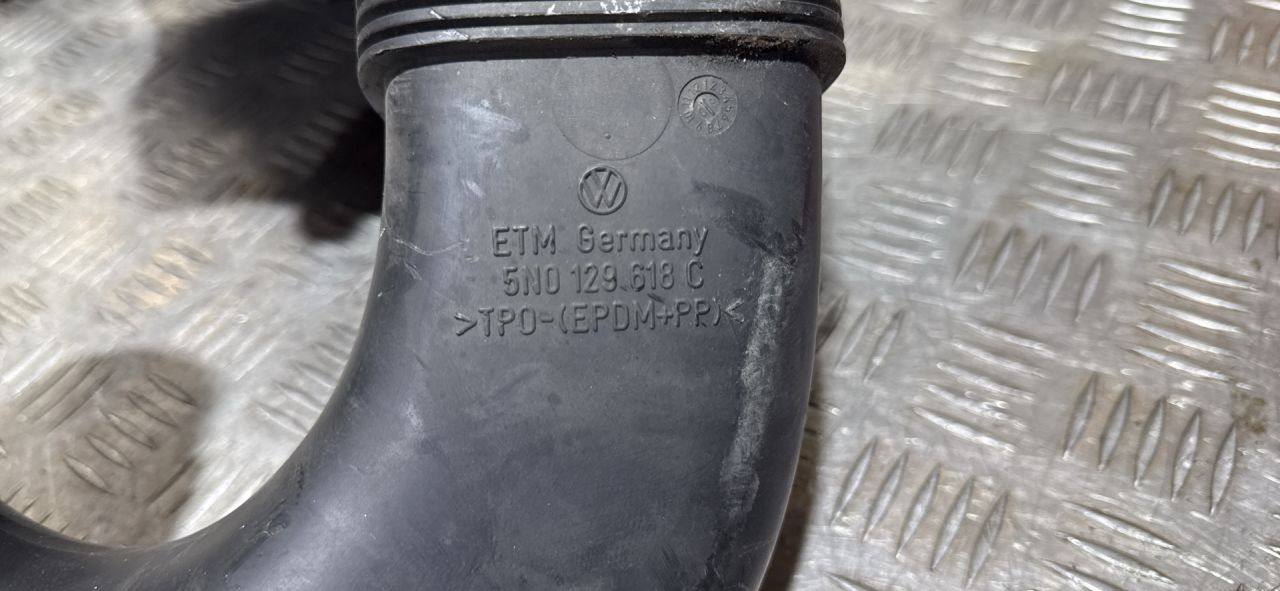 ETM Germany
5N0 129 618 C
>TPO-(EPDM+PP)<